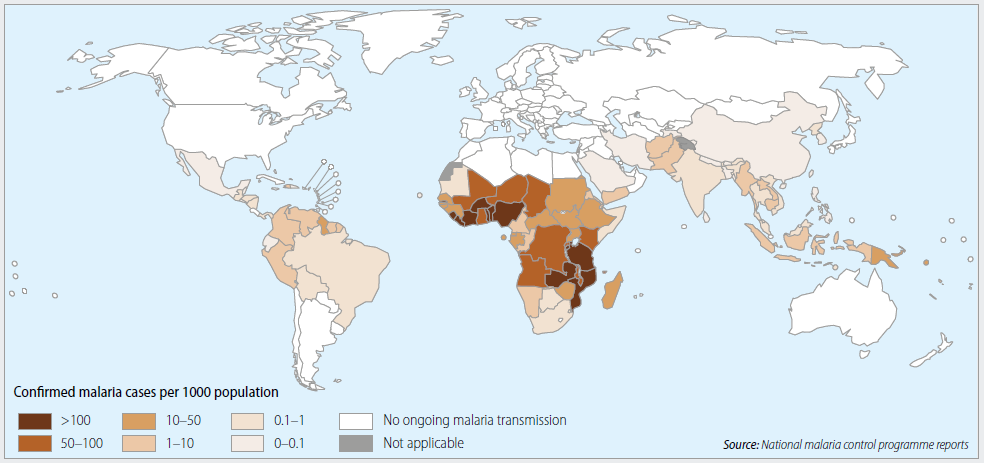 Confirmed malaria cases per 1000 population
>100 10–50 0.1–1 No ongoing malaria transmission
50–100 1–10 0–0.1 Not applicable
Source: National malaria control programme reports